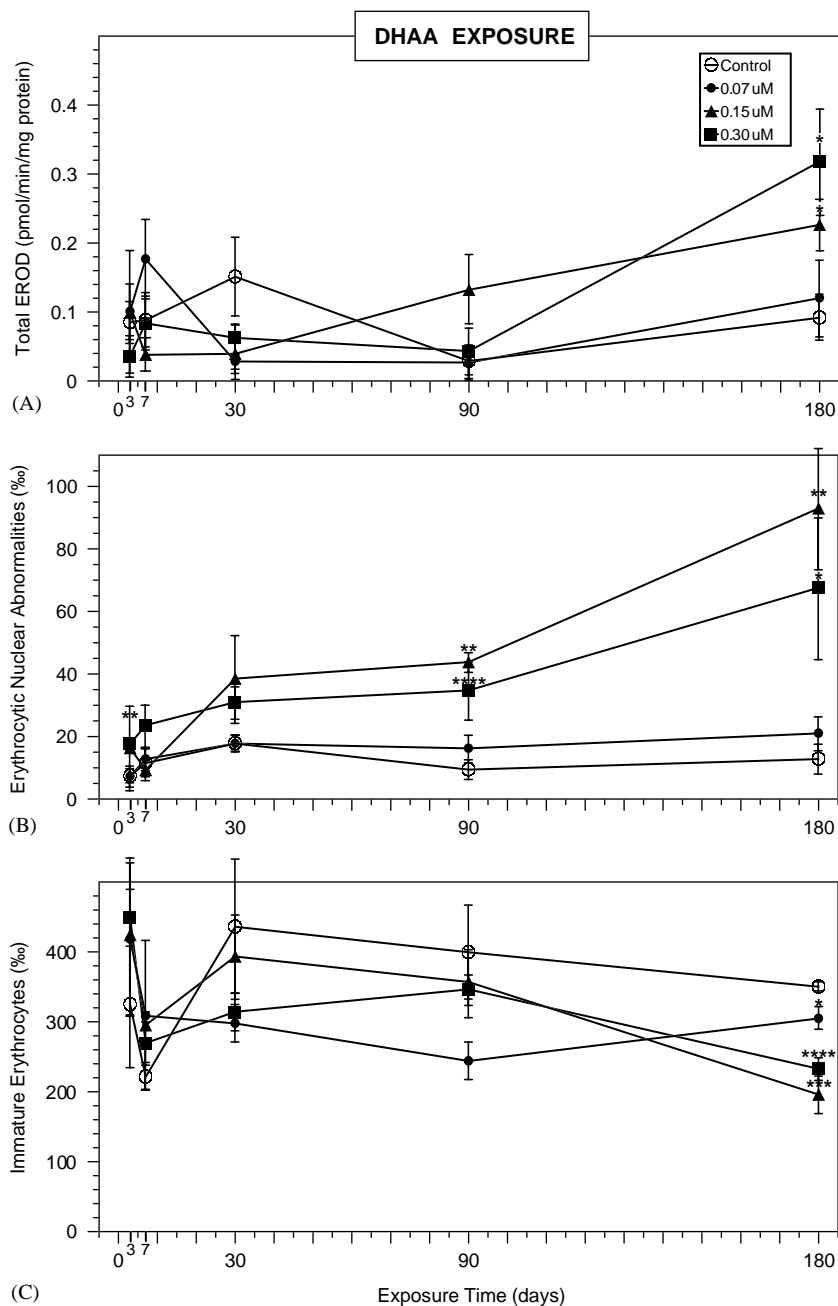 DHAA EXPOSURE
Control
0.07 uM
0.15 uM
0.30 uM
Total EROD (pmol/min/mg protein)
0.4
0.3
0.2
0.1
0
*
*
(A)
0 3 7 30 90 180
Erythrocytic Nuclear Abnormalities (‰)
100
80
60
40
20
0
**
**
****
**
*
(B)
0 3 7 30 90 180
Immature Erythrocytes (‰)
400
300
200
100
0
*
****
***
0 3 7 30 90 180
(C)
Exposure Time (days)